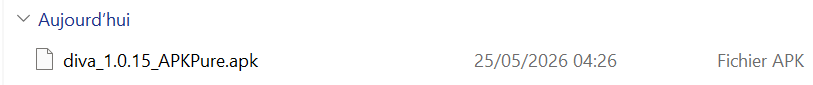 Aujourd’hui
diva_1.0.15_APKPure.apk 25/05/2026 04:26 Fichier APK